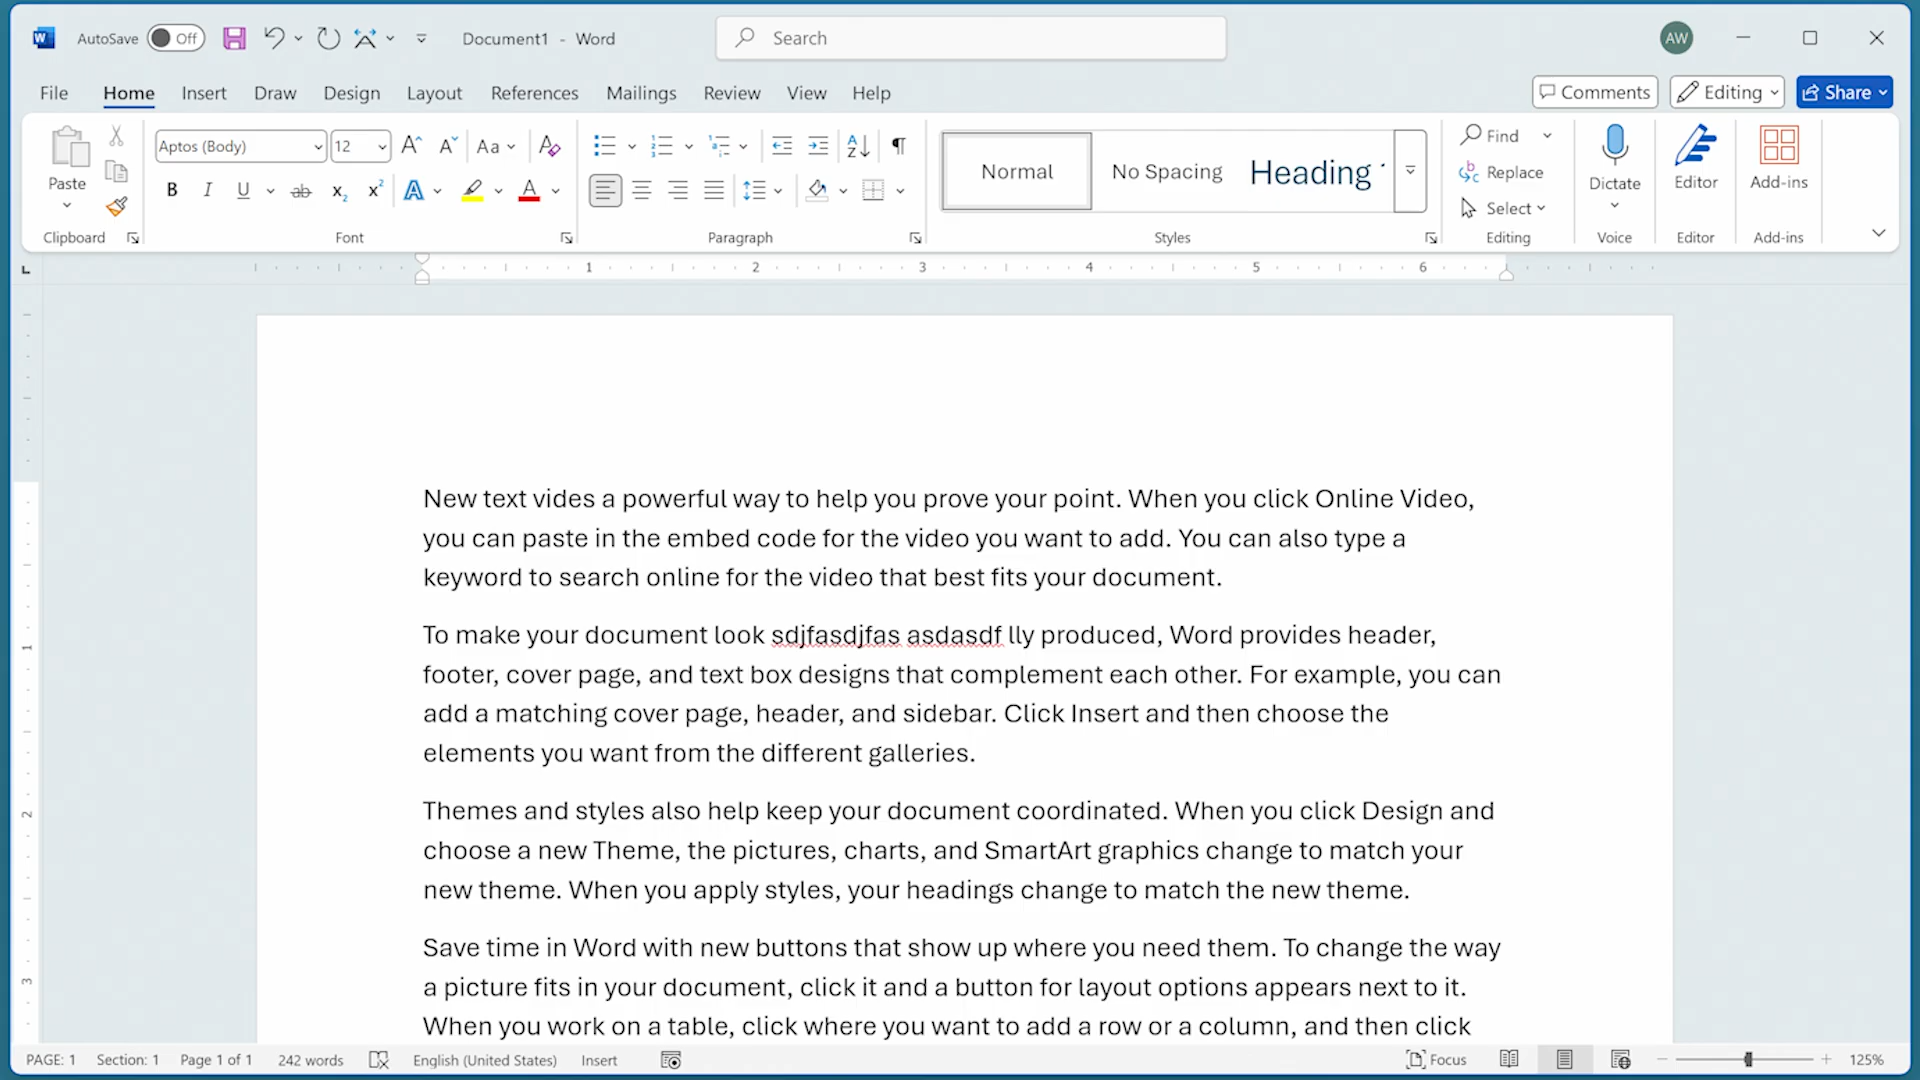 AutoSave Off Document1 - Word Search AW
File Home Insert Draw Design Layout References Mailings Review View Help Comments Editing Share
Paste
Clipboard
Aptos (Body) 12
Font
Paragraph
Normal No Spacing Heading
Styles
Find
Replace
Select
Editing
Dictate
Voice
Editor
Editor
Add-ins
Add-ins
1 2 3 4 5 6
New text vides a powerful way to help you prove your point. When you click Online Video,
you can paste in the embed code for the video you want to add. You can also type a
keyword to search online for the video that best fits your document.
To make your document look sdjfasdjfas asdasdf lly produced, Word provides header,
footer, cover page, and text box designs that complement each other. For example, you can
add a matching cover page, header, and sidebar. Click Insert and then choose the
elements you want from the different galleries.
Themes and styles also help keep your document coordinated. When you click Design and
choose a new Theme, the pictures, charts, and SmartArt graphics change to match your
new theme. When you apply styles, your headings change to match the new theme.
Save time in Word with new buttons that show up where you need them. To change the way
a picture fits in your document, click it and a button for layout options appears next to it.
When you work on a table, click where you want to add a row or a column, and then click
1
2
3
PAGE: 1 Section: 1 Page 1 of 1 242 words English (United States) Insert Focus 125%